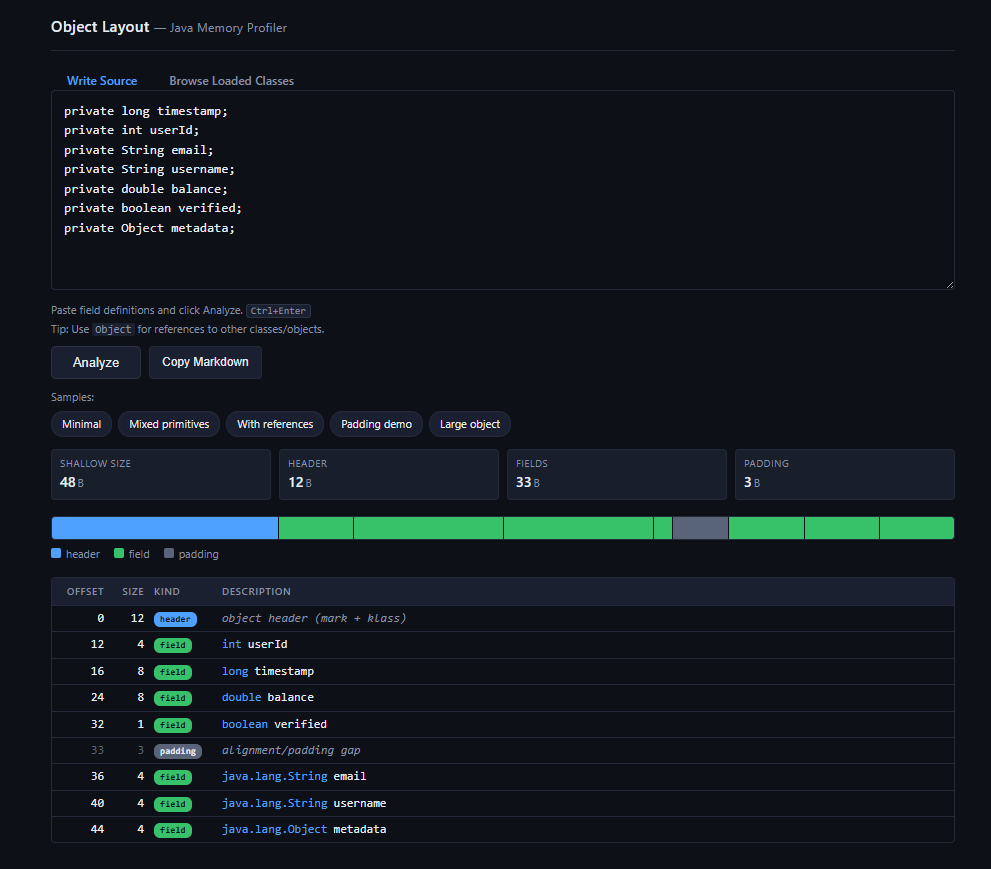 Object Layout — Java Memory Profiler
Write Source Browse Loaded Classes
private long timestamp;
private int userId;
private String email;
private String username;
private double balance;
private boolean verified;
private Object metadata;
Paste field definitions and click Analyze. Ctrl+Enter
Tip: Use Object for references to other classes/objects.
Analyze Copy Markdown
Samples:
Minimal Mixed primitives With references Padding demo Large object
SHALLOW SIZE HEADER FIELDS PADDING
48 B 12 B 33 B 3 B
header field padding
OFFSET SIZE KIND DESCRIPTION
0 12 header object header (mark + klass)
12 4 field int userId
16 8 field long timestamp
24 8 field double balance
32 1 field boolean verified
33 3 padding alignment/padding gap
36 4 field java.lang.String email
40 4 field java.lang.String username
44 4 field java.lang.Object metadata